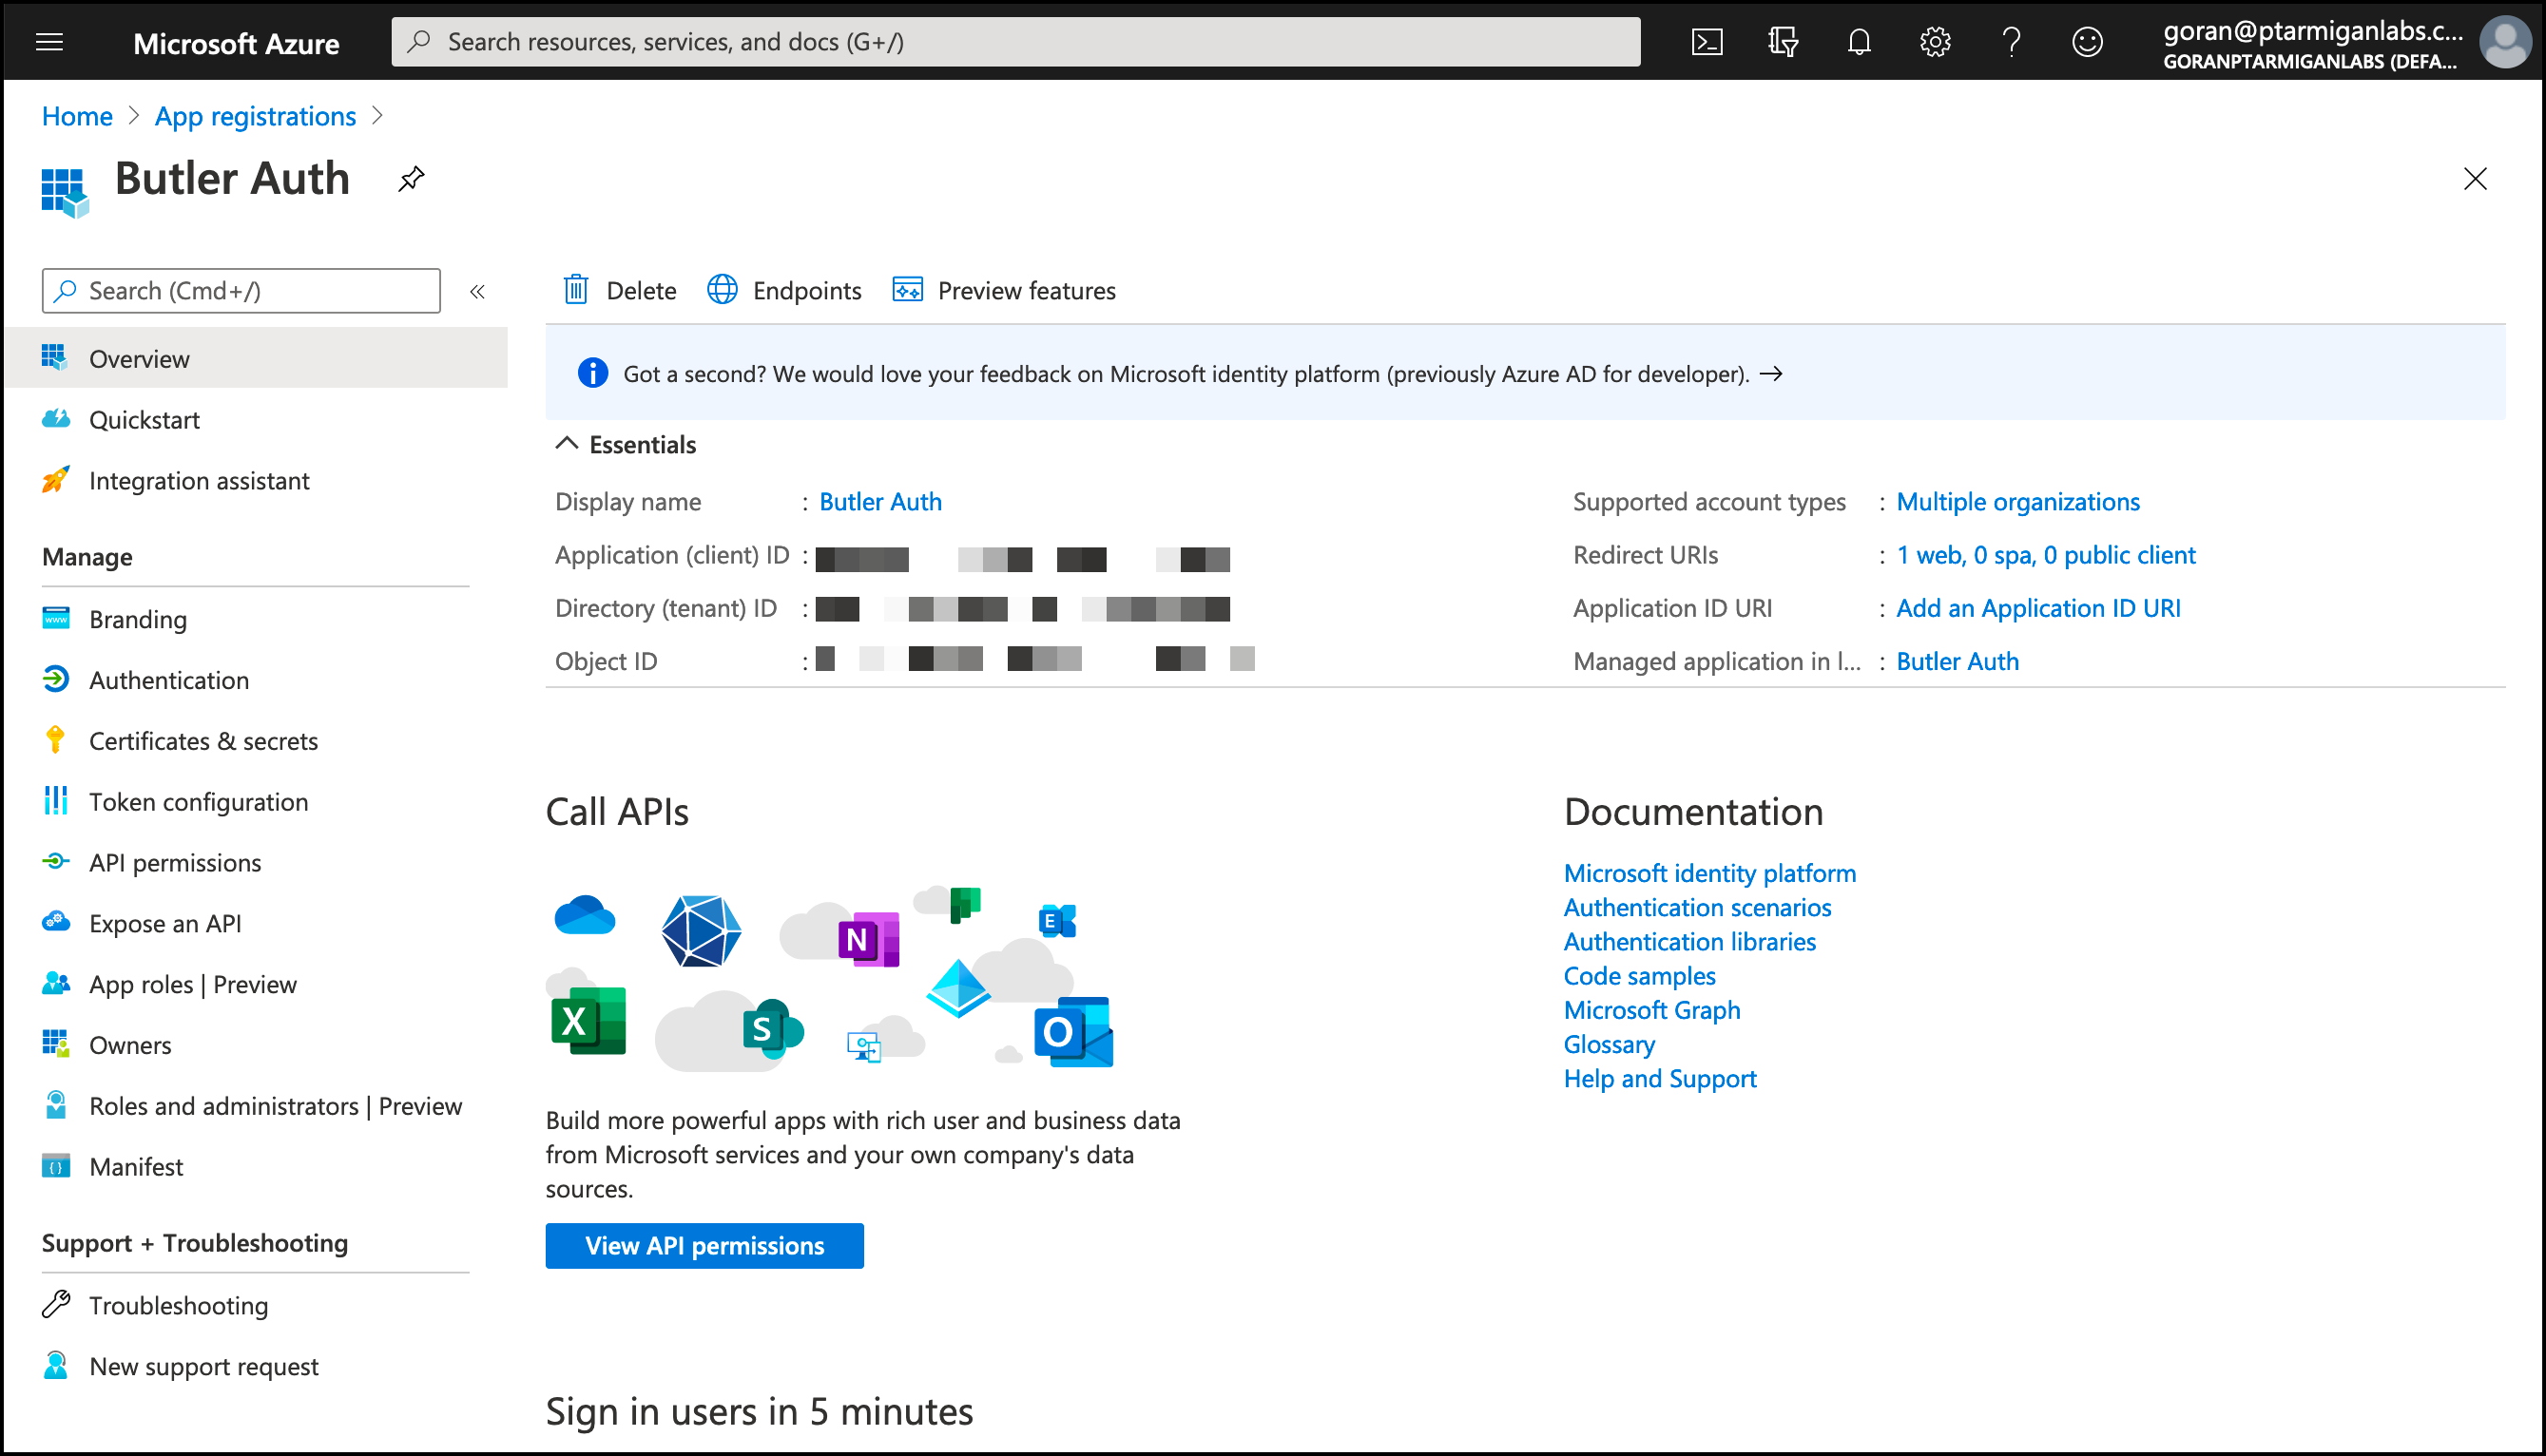 Microsoft Azure
Search resources, services, and docs (G+/)
goran@ptarmiganlabs.c...
GORANPTARMIGANLABS (DEFA...
Home > App registrations >
Butler Auth
Search (Cmd+/)
«
Delete
Endpoints
Preview features
Overview
Quickstart
Integration assistant
Manage
Branding
Authentication
Certificates & secrets
Token configuration
API permissions
Expose an API
App roles | Preview
Owners
Roles and administrators | Preview
Manifest
Support + Troubleshooting
Troubleshooting
New support request
Got a second? We would love your feedback on Microsoft identity platform (previously Azure AD for developer). →
Essentials
Display name : Butler Auth
Application (client) ID :
Directory (tenant) ID :
Object ID :
Supported account types : Multiple organizations
Redirect URIs : 1 web, 0 spa, 0 public client
Application ID URI : Add an Application ID URI
Managed application in l... : Butler Auth
Call APIs
N
E
X
S
O
www
{ }
Build more powerful apps with rich user and business data
from Microsoft services and your own company's data
sources.
View API permissions
Documentation
Microsoft identity platform
Authentication scenarios
Authentication libraries
Code samples
Microsoft Graph
Glossary
Help and Support
Sign in users in 5 minutes